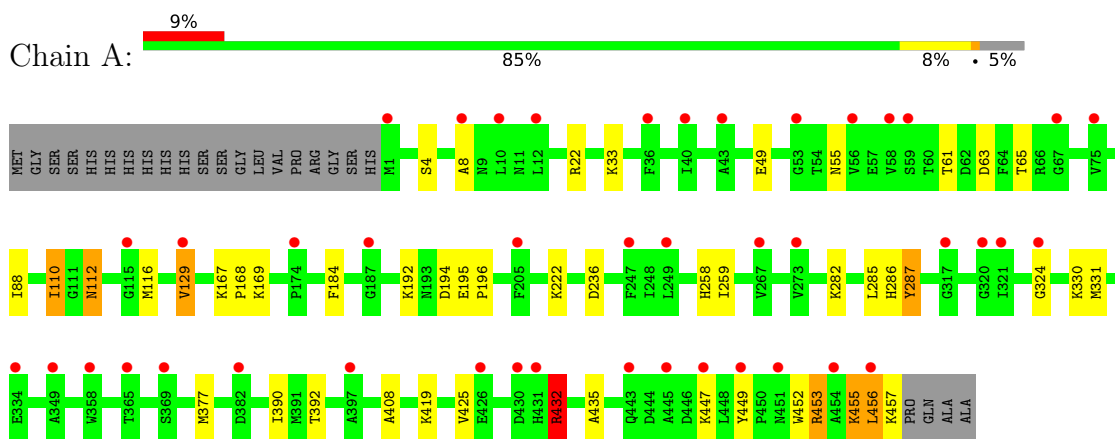 9%
Chain A:
85% 8% • 5%
MET GLY SER SER HIS HIS HIS HIS HIS HIS SER SER GLY LEU VAL PRO ARG GLY SER HIS M1 S4 A8 N9 L10 N11 L12 R22 K33 F36 I40 A43 E49 G53 T54 N55 V56 E57 V58 S59 T60 T61 D62 D63 F64 T65 R66 G67 V75
I88 I110 G111 N112 G115 M116 V129 K167 P168 K169 P174 F184 G187 K192 N193 D194 E195 P196 F205 K222 D236 F247 I248 L249 H258 I259 V267 V273 K282 L285 H286 Y287 G317 G320 I321 G324 K330 M331
E334 A349 W358 T365 S369 M377 D382 I390 M391 T392 A397 A408 K419 V425 E426 D430 H431 R432 A435 Q443 D444 A445 D446 K447 L448 Y449 P450 N451 W452 R453 A454 K455 L456 K457 PRO GLN ALA ALA